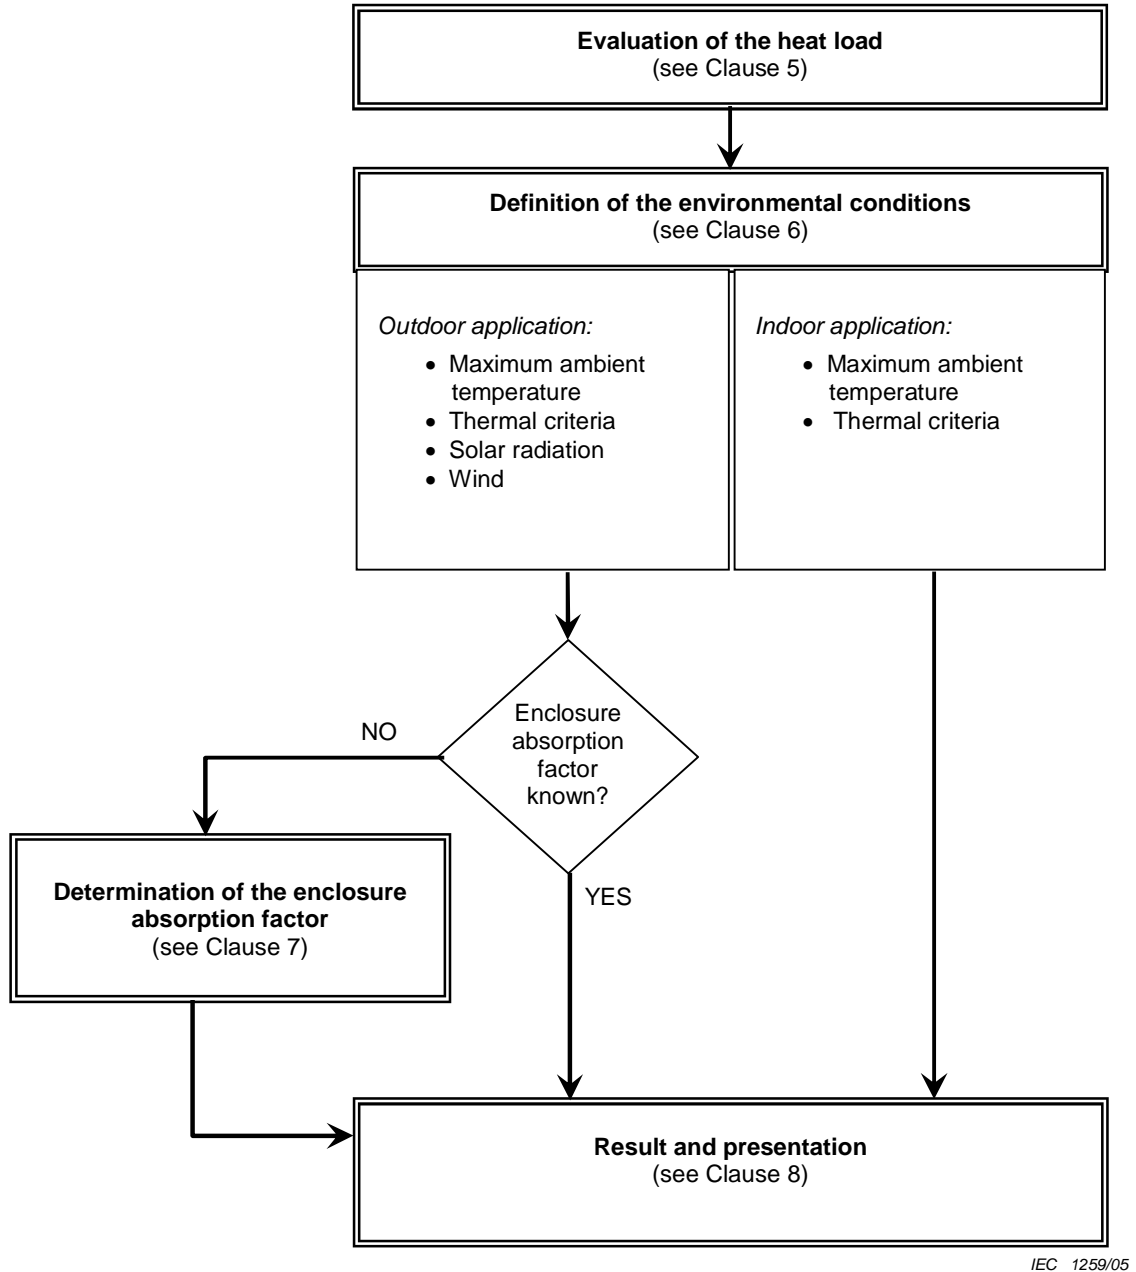 Evaluation of the heat load
(see Clause 5)
Definition of the environmental conditions
(see Clause 6)
Outdoor application:
• Maximum ambient
temperature
• Thermal criteria
• Solar radiation
• Wind
Indoor application:
• Maximum ambient
temperature
• Thermal criteria
Enclosure
absorption
factor
known?
NO
YES
Determination of the enclosure
absorption factor
(see Clause 7)
Result and presentation
(see Clause 8)
IEC 1259/05